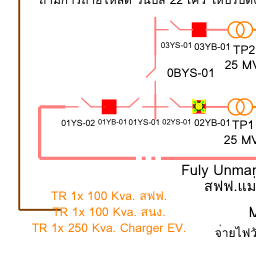 03YS-01 03YB-01 TP2
25 MV
0BYS-01
01YS-02 01YB-01 01YS-01 02YS-01 02YB-01 TP1
25 MV
Fuly Unmar
สฟฟ.แม
TR 1x 100 Kva. สฟฟ.
TR 1x 100 Kva. สนง.
TR 1x 250 Kva. Charger EV.
จ่ายไฟวั